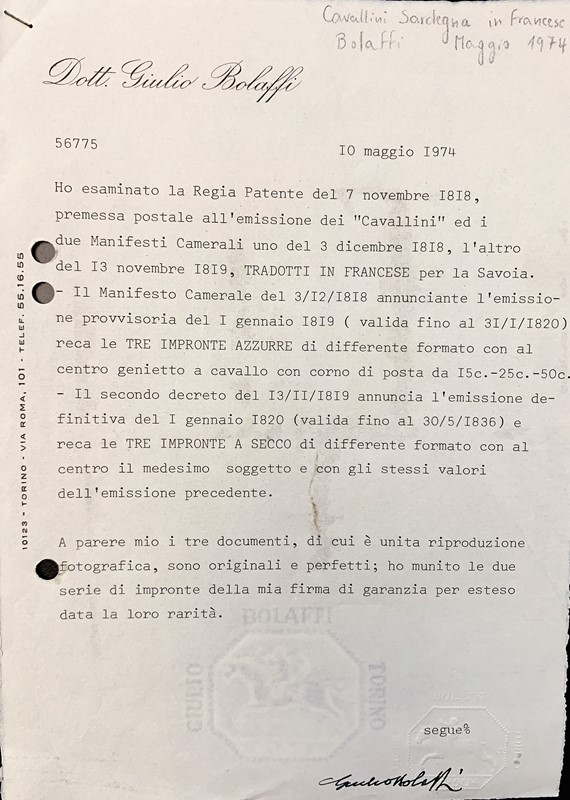 Cavallini Sardegna in Francese
Bolaffi Maggio 1974
Dott. Giulio Bolaffi
56775
IO maggio I974
Ho esaminato la Regia Patente del 7 novembre I8I8,
premessa postale all'emissione dei "Cavallini" ed i
due Manifesti Camerali uno del 3 dicembre I8I8, l'altro
del I3 novembre I8I9, TRADOTTI IN FRANCESE per la Savoia.
- Il Manifesto Camerale del 3/I2/I8I8 annunciante l'emissio-
ne provvisoria del I gennaio I8I9 ( valida fino al 3I/I/I820)
reca le TRE IMPRONTE AZZURRE di differente formato con al
centro genietto a cavallo con corno di posta da I5c.-25c.-50c.
- Il secondo decreto del I3/II/I8I9 annuncia l'emissione de-
finitiva del I gennaio I820 (valida fino al 30/5/I836) e
reca le TRE IMPRONTE A SECCO di differente formato con al
centro il medesimo soggetto e con gli stessi valori
dell'emissione precedente.
A parere mio i tre documenti, di cui è unita riproduzione
fotografica, sono originali e perfetti; ho munito le due
serie di impronte della mia firma di garanzia per esteso
data la loro rarità.
BOLAFFI
GIULIO
TORINO
segue%
Giulio Bolaffi
10123 - TORINO - VIA ROMA, 101 - TELEF. 55.16.55